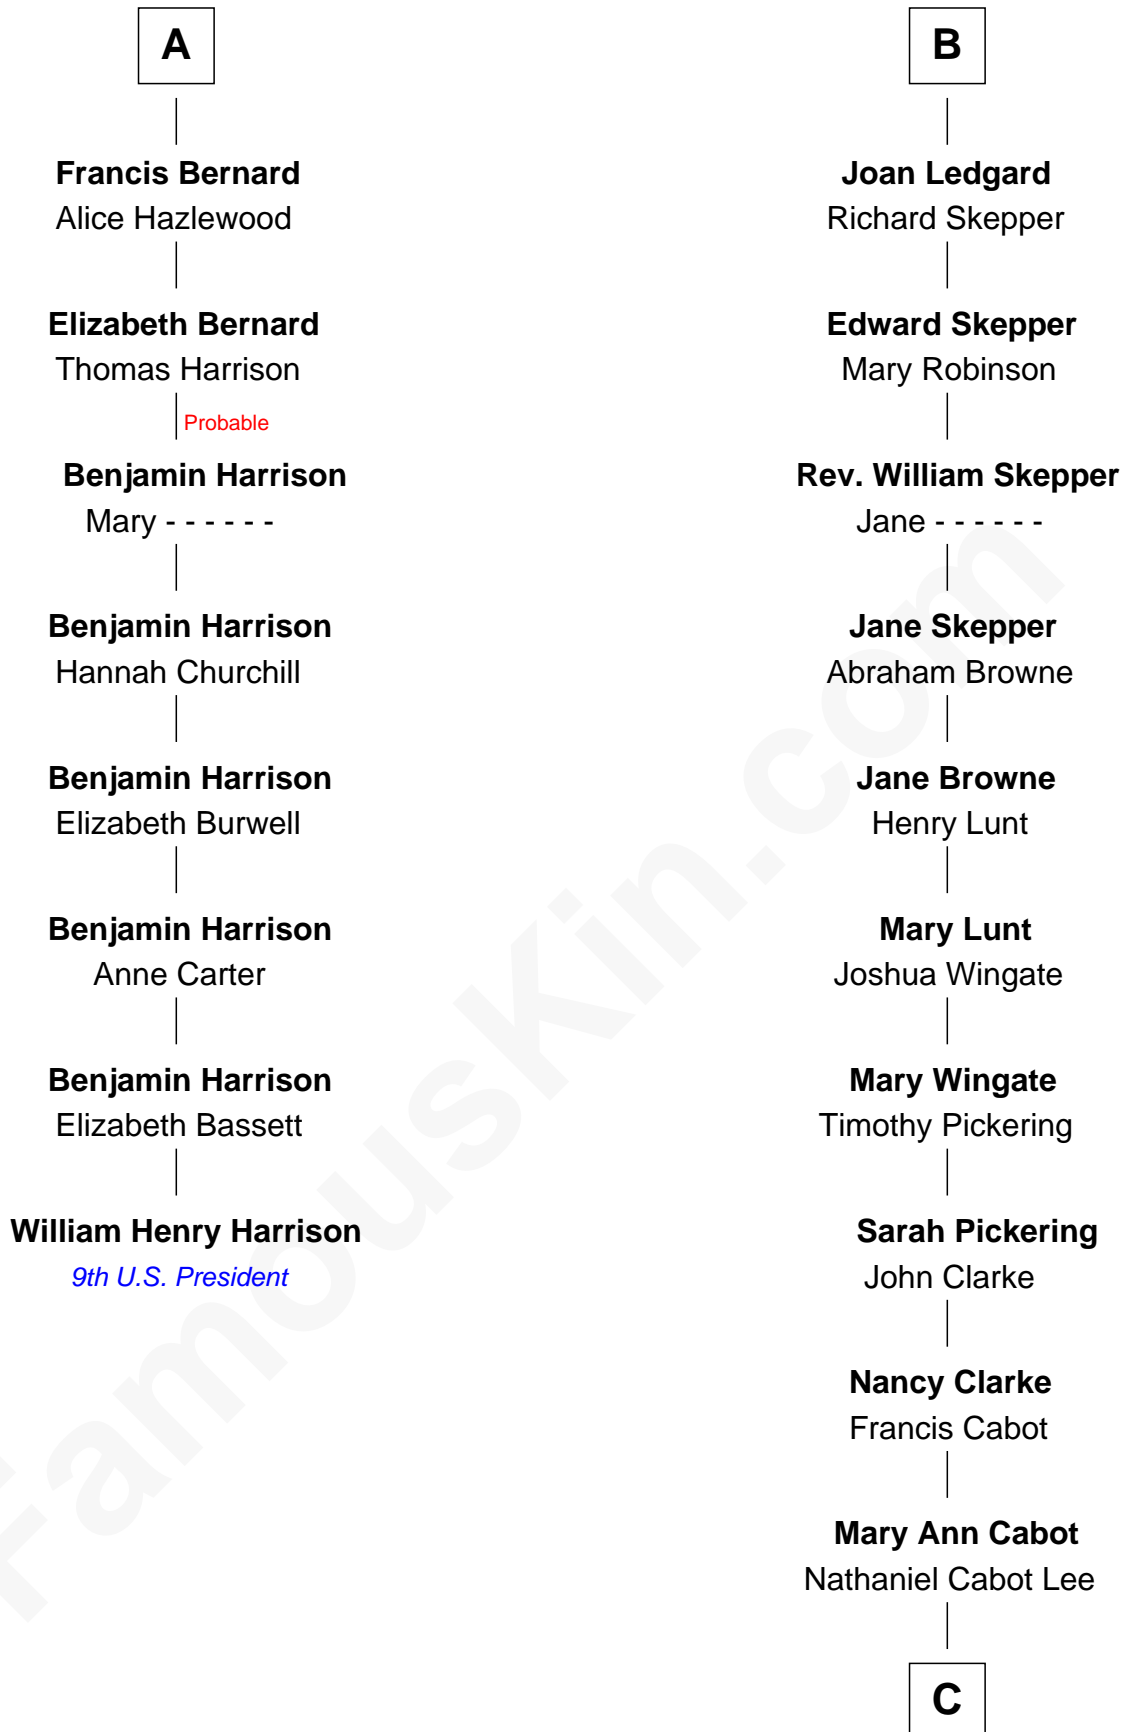 A
Francis Bernard
Alice Hazlewood
Elizabeth Bernard
Thomas Harrison
Probable
Benjamin Harrison
Mary - - - - - -
Benjamin Harrison
Hannah Churchill
Benjamin Harrison
Elizabeth Burwell
Benjamin Harrison
Anne Carter
Benjamin Harrison
Elizabeth Bassett
William Henry Harrison
9th U.S. President
B
Joan Ledgard
Richard Skepper
Edward Skepper
Mary Robinson
Rev. William Skepper
Jane - - - - - -
Jane Skepper
Abraham Browne
Jane Browne
Henry Lunt
Mary Lunt
Joshua Wingate
Mary Wingate
Timothy Pickering
Sarah Pickering
John Clarke
Nancy Clarke
Francis Cabot
Mary Ann Cabot
Nathaniel Cabot Lee
C
FamousKin.com